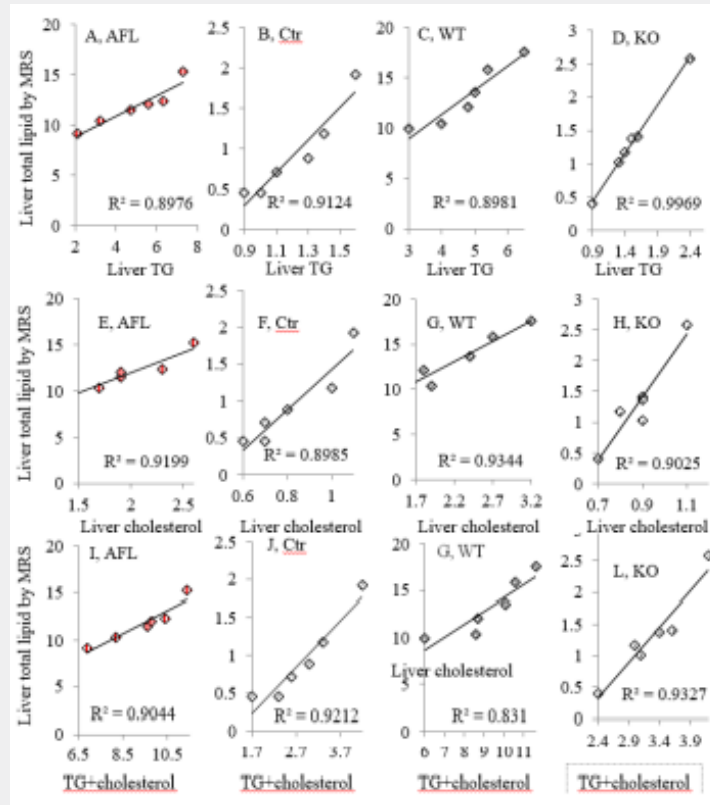 A, AFL
B, Ctr
C, WT
D, KO
Liver total lipid by MRS
20
15
10
5
0
R² = 0.8976
2 4 6 8
Liver TG
2.5
2
1.5
1
0.5
0
R² = 0.9124
0.9 1.1 1.3 1.5
Liver TG
20
15
10
5
0
R² = 0.8981
3 4 5 6
Liver TG
3
2.5
2
1.5
1
0.5
0
R² = 0.9969
0.9 1.4 1.9 2.4
Liver TG
E, AFL
F, Ctr
G, WT
H, KO
Liver total lipid by MRS
20
15
10
5
0
R² = 0.9199
1.5 2.1 2.6
Liver cholesterol
2.5
2
1.5
1
0.5
0
R² = 0.8985
0.6 0.8 1
Liver cholesterol
20
15
10
5
0
R² = 0.9344
1.7 2.2 2.7 3.2
Liver cholesterol
3
2.5
2
1.5
1
0.5
0
R² = 0.9025
0.7 0.9 1.1
Liver cholesterol
I, AFL
J, Ctr
G, WT
L, KO
Liver total lipid by MRS
20
15
10
5
0
R² = 0.9044
6.5 8.5 10.5
TG+cholesterol
2.5
2
1.5
1
0.5
0
R² = 0.9212
1.7 2.7 3.7
TG+cholesterol
20
15
10
Liver cholesterol
5
0
R² = 0.831
6 7 8 9 10 11
TG+cholesterol
2.5
2
1.5
1
0.5
0
R² = 0.9327
2.4 2.9 3.4 3.9
TG+cholesterol